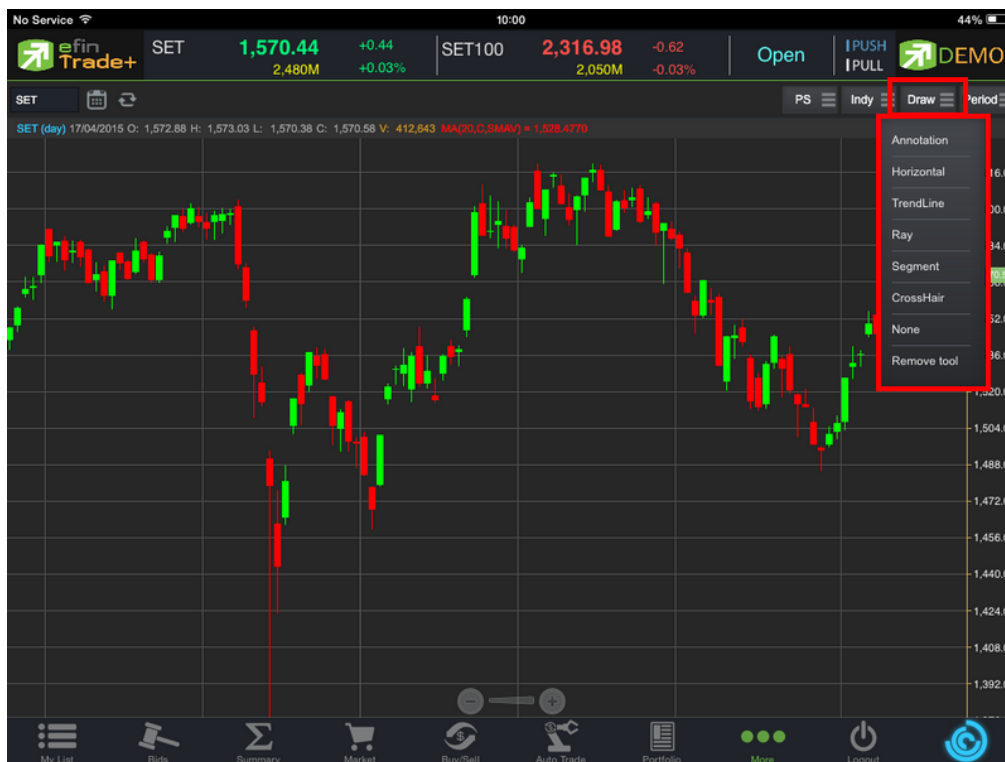 No Service 10:00 44%
efin Trade+ SET 1,570.44 +0.44 SET100 2,316.98 -0.62 Open PUSH DEMO
2,480M +0.03% 2,050M -0.03% PULL
SET PS Indy Draw Period
SET (day) 17/04/2015 O: 1,572.88 H: 1,573.03 L: 1,570.38 C: 1,570.58 V: 412,643 MA(20,C,SMAV) = 1,528.4770
Annotation
Horizontal
TrendLine
Ray
Segment
CrossHair
None
Remove tool
1,520.
1,504.
1,488.
1,472.
1,456.
1,440.
1,424.
1,408.
1,392.
My List Bids Summary Market Buy/Sell Auto Trade Portfolio More Logout